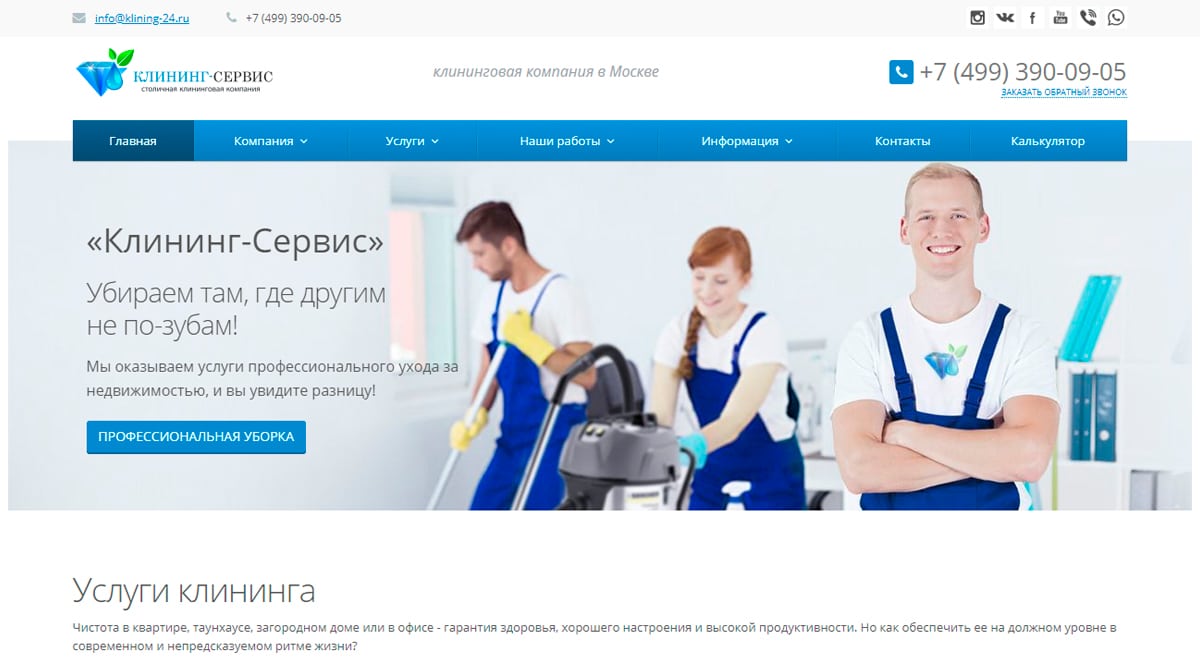 info@klining-24.ru
+7 (499) 390-09-05
КЛИНИНГ-СЕРВИС
СТОЛИЧНАЯ КЛИНИНГОВАЯ КОМПАНИЯ
клининговая компания в Москве
+7 (499) 390-09-05
ЗАКАЗАТЬ ОБРАТНЫЙ ЗВОНОК
Главная Компания Услуги Наши работы Информация Контакты Калькулятор
«Клининг-Сервис»
Убираем там, где другим
не по-зубам!
Мы оказываем услуги профессионального ухода за
недвижимостью, и вы увидите разницу!
ПРОФЕССИОНАЛЬНАЯ УБОРКА
Услуги клининга
Чистота в квартире, таунхаусе, загородном доме или в офисе - гарантия здоровья, хорошего настроения и высокой продуктивности. Но как обеспечить ее на должном уровне в
современном и непредсказуемом ритме жизни?